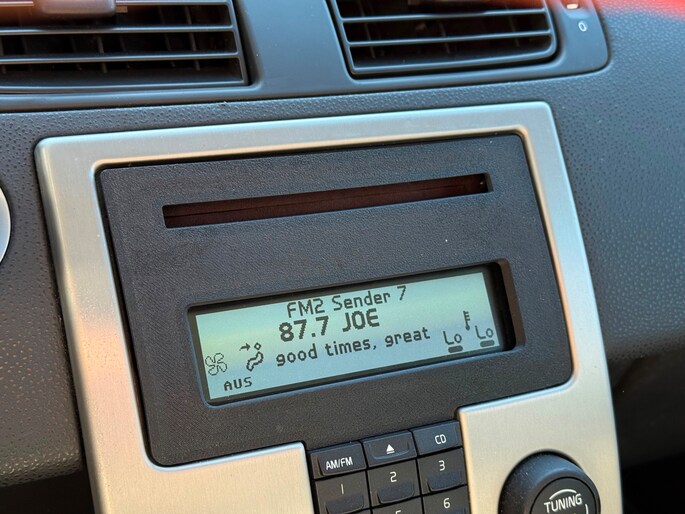 0
FM2 Sender 7
87.7 JOE
good times, great
Lo Lo
AUS
AM/FM
CD
1 2 3
6
TUNING